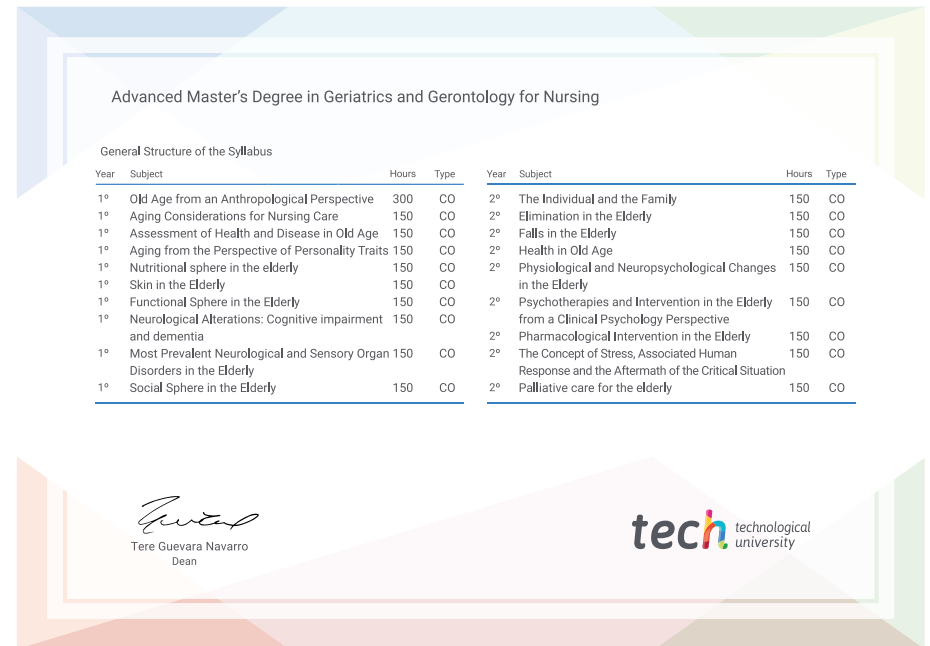 Advanced Master's Degree in Geriatrics and Gerontology for Nursing
General Structure of the Syllabus
Year Subject Hours Type
1º Old Age from an Anthropological Perspective 300 CO
1º Aging Considerations for Nursing Care 150 CO
1º Assessment of Health and Disease in Old Age 150 CO
1º Aging from the Perspective of Personality Traits 150 CO
1º Nutritional sphere in the elderly 150 CO
1º Skin in the Elderly 150 CO
1º Functional Sphere in the Elderly 150 CO
1º Neurological Alterations: Cognitive impairment 150 CO
and dementia
1º Most Prevalent Neurological and Sensory Organ 150 CO
Disorders in the Elderly
1º Social Sphere in the Elderly 150 CO
Year Subject Hours Type
2º The Individual and the Family 150 CO
2º Elimination in the Elderly 150 CO
2º Falls in the Elderly 150 CO
2º Health in Old Age 150 CO
2º Physiological and Neuropsychological Changes 150 CO
in the Elderly
2º Psychotherapies and Intervention in the Elderly 150 CO
from a Clinical Psychology Perspective
2º Pharmacological Intervention in the Elderly 150 CO
2º The Concept of Stress, Associated Human 150 CO
Response and the Aftermath of the Critical Situation
2º Palliative care for the elderly 150 CO
Tere Guevara Navarro
Dean
tech technological
university